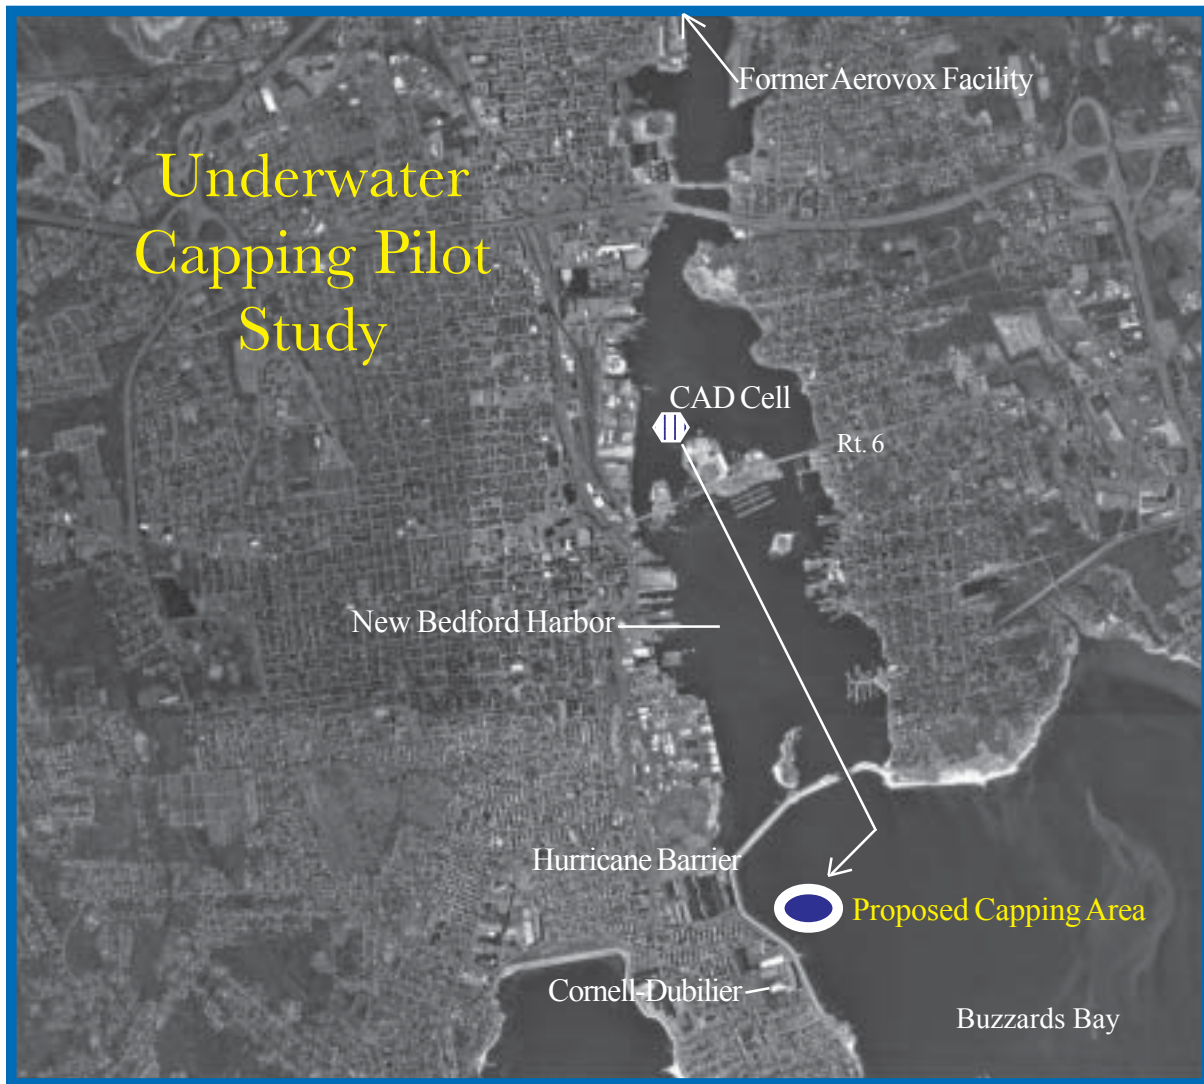 Former Aerovox Facility
Underwater
Capping Pilot
Study
CAD Cell
Rt. 6
New Bedford Harbor
Hurricane Barrier
Proposed Capping Area
Cornell-Dubilier
Buzzards Bay